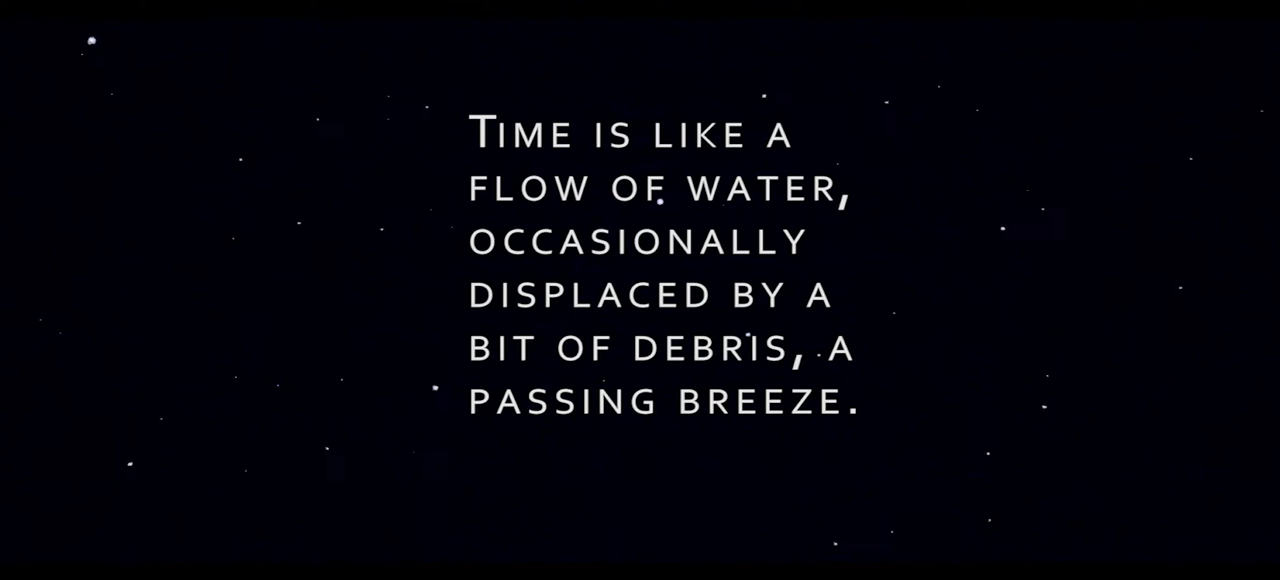 Time is like a
flow of water,
occasionally
displaced by a
bit of debris, a
passing breeze.